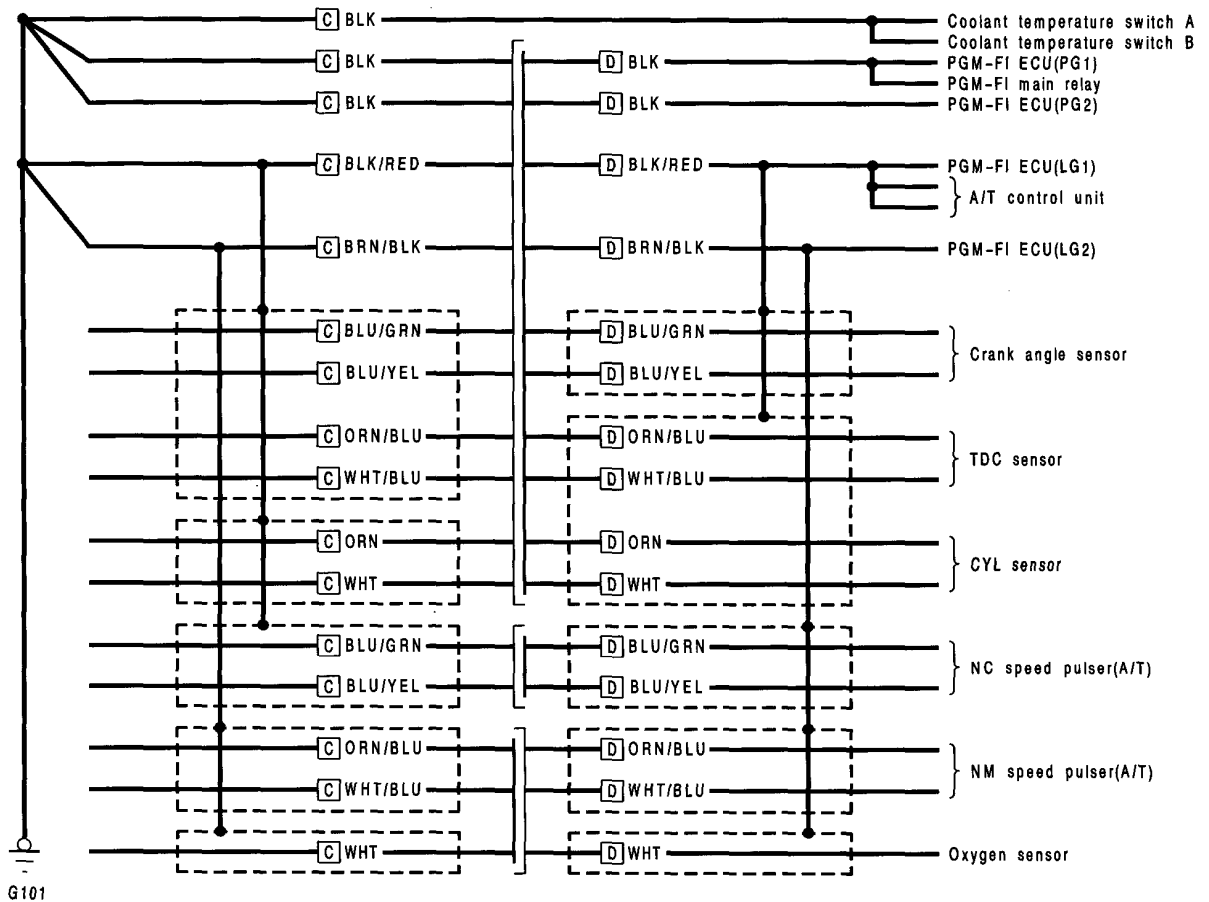 C BLK Coolant temperature switch A
Coolant temperature switch B
C BLK D BLK PGM-FI ECU(PG1)
PGM-FI main relay
C BLK D BLK PGM-FI ECU(PG2)
C BLK/RED D BLK/RED PGM-FI ECU(LG1)
A/T control unit
C BRN/BLK D BRN/BLK PGM-FI ECU(LG2)
C BLU/GRN D BLU/GRN
Crank angle sensor
C BLU/YEL D BLU/YEL
C ORN/BLU D ORN/BLU
TDC sensor
C WHT/BLU D WHT/BLU
C ORN D ORN
CYL sensor
C WHT D WHT
C BLU/GRN D BLU/GRN
NC speed pulser(A/T)
C BLU/YEL D BLU/YEL
C ORN/BLU D ORN/BLU
NM speed pulser(A/T)
C WHT/BLU D WHT/BLU
C WHT D WHT Oxygen sensor
G101